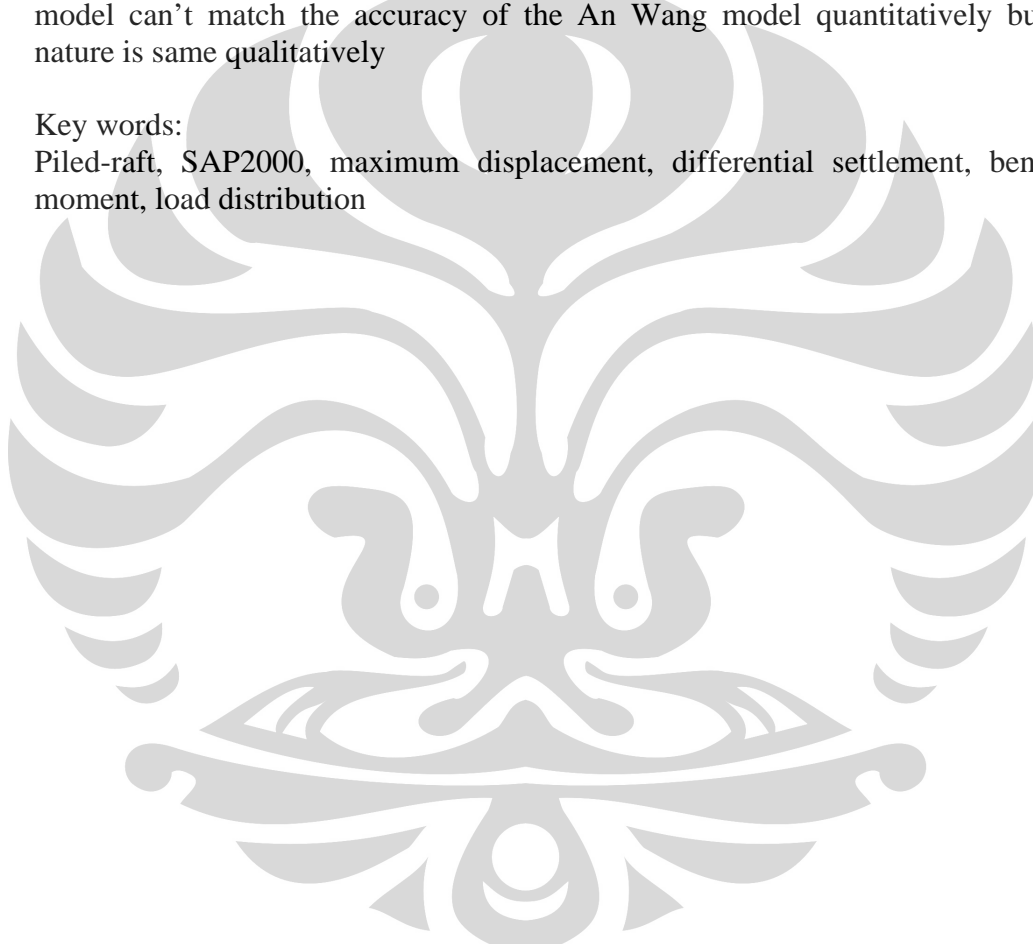 model can’t match the accuracy of the An Wang model quantitatively bu
nature is same qualitatively
Key words:
Piled-raft, SAP2000, maximum displacement, differential settlement, ben
moment, load distribution